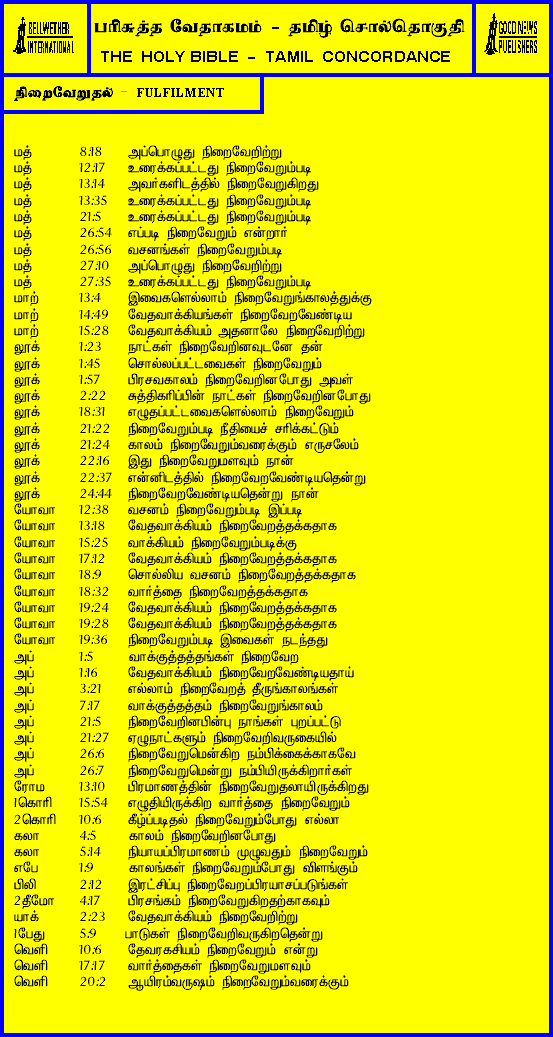 BELLWETHER
INTERNATIONAL
பரிசுத்த வேதாகமம் - தமிழ் சொல்தொகுதி
THE HOLY BIBLE - TAMIL CONCORDANCE
GOOD NEWS
PUBLISHERS
நிறைவேறுதல் - FULFILMENT
மத் 8:18 அப்பொழுது நிறைவேறிற்று
மத் 12:17 உரைக்கப்பட்டது நிறைவேறும்படி
மத் 13:14 அவர்களிடத்தில் நிறைவேறுகிறது
மத் 13:35 உரைக்கப்பட்டது நிறைவேறும்படி
மத் 21:5 உரைக்கப்பட்டது நிறைவேறும்படி
மத் 26:54 எப்படி நிறைவேறும் என்றார்
மத் 26:56 வசனங்கள் நிறைவேறும்படி
மத் 27:10 அப்பொழுது நிறைவேறிற்று
மத் 27:35 உரைக்கப்பட்டது நிறைவேறும்படி
மாற் 13:4 இவைகளெல்லாம் நிறைவேறுங்காலத்துக்கு
மாற் 14:49 வேதவாக்கியங்கள் நிறைவேறவேண்டிய
மாற் 15:28 வேதவாக்கியம் அதனாலே நிறைவேறிற்று
லூக் 1:23 நாட்கள் நிறைவேறினவுடனே தன்
லூக் 1:45 சொல்லப்பட்டவைகள் நிறைவேறும்
லூக் 1:57 பிரசவகாலம் நிறைவேறினபோது அவள்
லூக் 2:22 சுத்திகரிப்பின் நாட்கள் நிறைவேறினபோது
லூக் 18:31 எழுதப்பட்டவைகளெல்லாம் நிறைவேறும்
லூக் 21:22 நிறைவேறும்படி நீதியைச் சரிக்கட்டும்
லூக் 21:24 காலம் நிறைவேறும்வரைக்கும் எருசலேம்
லூக் 22:16 இது நிறைவேறுமளவும் நான்
லூக் 22:37 என்னிடத்தில் நிறைவேறவேண்டியதென்று
லூக் 24:44 நிறைவேறவேண்டியதென்று நான்
யோவா 12:38 வசனம் நிறைவேறும்படி இப்படி
யோவா 13:18 வேதவாக்கியம் நிறைவேறத்தக்கதாக
யோவா 15:25 வாக்கியம் நிறைவேறும்படிக்கு
யோவா 17:12 வேதவாக்கியம் நிறைவேறத்தக்கதாக
யோவா 18:9 சொல்லிய வசனம் நிறைவேறத்தக்கதாக
யோவா 18:32 வார்த்தை நிறைவேறத்தக்கதாக
யோவா 19:24 வேதவாக்கியம் நிறைவேறத்தக்கதாக
யோவா 19:28 வேதவாக்கியம் நிறைவேறத்தக்கதாக
யோவா 19:36 நிறைவேறும்படி இவைகள் நடந்தது
அப் 1:5 வாக்குத்தத்தங்கள் நிறைவேற
அப் 1:16 வேதவாக்கியம் நிறைவேறவேண்டியதாய்
அப் 3:21 எல்லாம் நிறைவேறத் தீருங்காலங்கள்
அப் 7:17 வாக்குத்தத்தம் நிறைவேறுங்காலம்
அப் 21:5 நிறைவேறினபின்பு நாங்கள் புறப்பட்டு
அப் 21:27 ஏழுநாட்களும் நிறைவேறிவருகையில்
அப் 26:6 நிறைவேறுமென்கிற நம்பிக்கைக்காகவே
அப் 26:7 நிறைவேறுமென்று நம்பியிருக்கிறார்கள்
ரோம 13:10 பிரமாணத்தின் நிறைவேறுதலாயிருக்கிறது
1கொரி 15:54 எழுதியிருக்கிற வார்த்தை நிறைவேறும்
2கொரி 10:6 கீழ்ப்படிதல் நிறைவேறும்போது எல்லா
கலா 4:5 காலம் நிறைவேறினபோது
கலா 5:14 நியாயப்பிரமாணம் முழுவதும் நிறைவேறும்
எபே 1:9 காலங்கள் நிறைவேறும்போது விளங்கும்
பிலி 2:12 இரட்சிப்பு நிறைவேறப்பிரயாசப்படுங்கள்
2தீமோ 4:17 பிரசங்கம் நிறைவேறுகிறதற்காகவும்
யாக் 2:23 வேதவாக்கியம் நிறைவேறிற்று
1பேது 5:9 பாடுகள் நிறைவேறிவருகிறதென்று
வெளி 10:6 தேவரகசியம் நிறைவேறும் என்று
வெளி 17:17 வார்த்தைகள் நிறைவேறுமளவும்
வெளி 20:2 ஆயிரம்வருஷம் நிறைவேறும்வரைக்கும்